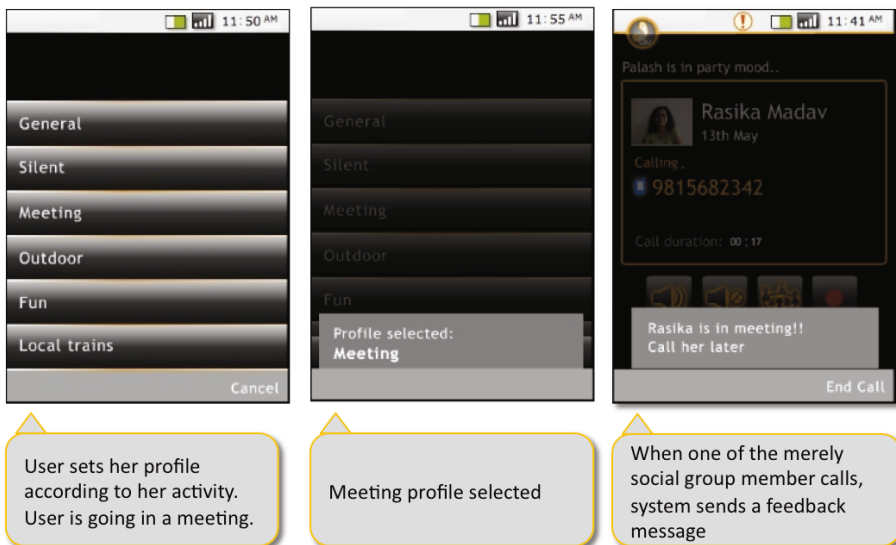 11:50 AM
General
Silent
Meeting
Outdoor
Fun
Local trains
Cancel
User sets her profile
according to her activity.
User is going in a meeting.
11:55 AM
General
Silent
Meeting
Outdoor
Fun
Profile selected:
Meeting
Meeting profile selected
11:41 AM
Palash is in party mood..
Rasika Madav
13th May
Calling.
9815682342
Call duration: 00:17
Rasika is in meeting!!
Call her later
End Call
When one of the merely
social group member calls,
system sends a feedback
message